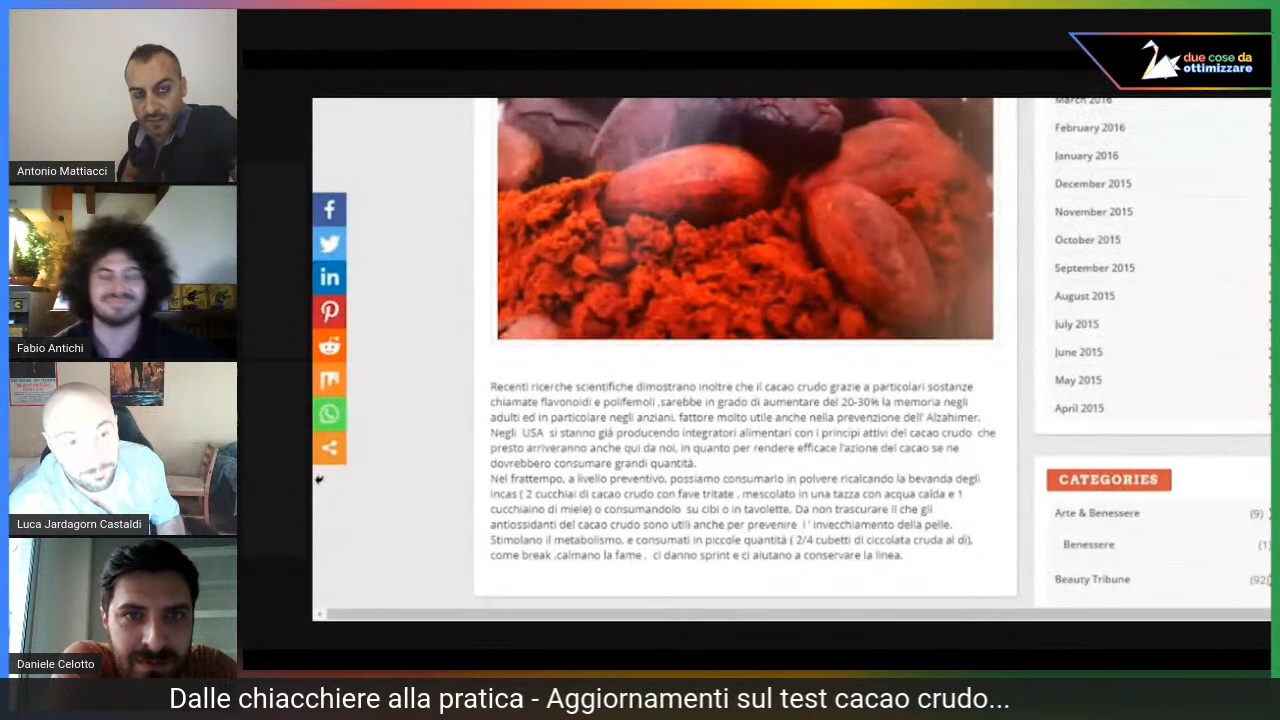 due cose da
ottimizzare
Antonio Mattiacci
Fabio Antichi
Luca Jardagorn Castaldi
Daniele Celotto
Recenti ricerche scientifiche dimostrano inoltre che il cacao crudo grazie a particolari sostanze
chiamate flavonoidi e polifemoli ,sarebbe in grado di aumentare del 20-30% la memoria negli
adulti ed in particolare negli anziani, fattore molto utile anche nella prevenzione dell' Alzahimer.
Negli USA si stanno già producendo integratori alimentari con i principi attivi del cacao crudo che
presto arriveranno anche qui da noi, in quanto per rendere efficace l'azione del cacao se ne
dovrebbero consumare grandi quantità.
Nel frattempo, a livello preventivo, possiamo consumarlo in polvere ricalcando la bevanda degli
incas ( 2 cucchiai di cacao crudo con fave tritate , mescolato in una tazza con acqua calda e 1
cucchiaino di miele) o consumandolo su cibi o in tavolette. Da non trascurare il che gli
antiossidanti del cacao crudo sono utili anche per prevenire l ' invecchiamento della pelle.
Stimolano il metabolismo, e consumati in piccole quantità ( 2/4 cubetti di ciccolata cruda al dì),
come break ,calmano la fame , ci danno sprint e ci aiutano a conservare la linea.
March 2016
February 2016
January 2016
December 2015
November 2015
October 2015
September 2015
August 2015
July 2015
June 2015
May 2015
April 2015
CATEGORIES
Arte & Benessere (9)
Benessere (1)
Beauty Tribune (92)
Dalle chiacchiere alla pratica - Aggiornamenti sul test cacao crudo...